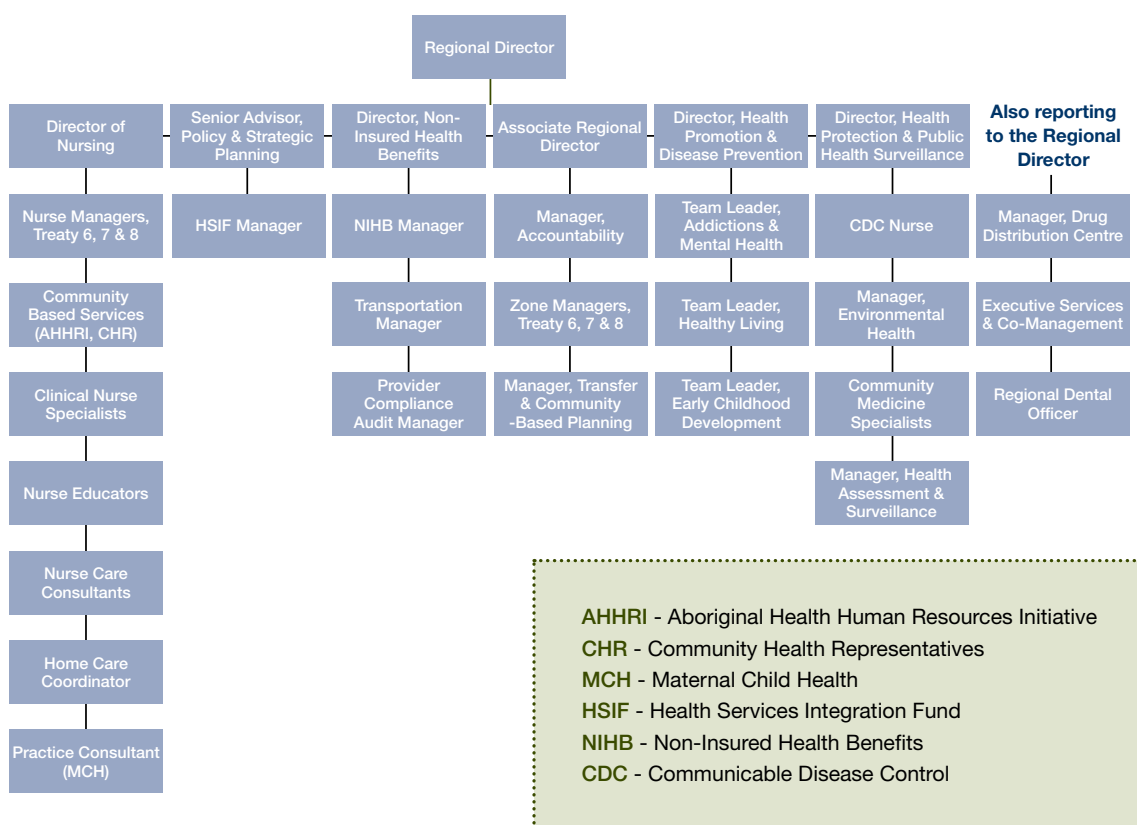 Regional Director
Director of
Nursing
Senior Advisor,
Policy & Strategic
Planning
Director, Non-
Insured Health
Benefits
Associate Regional
Director
Director, Health
Promotion &
Disease Prevention
Director, Health
Protection & Public
Health Surveillance
Also reporting
to the Regional
Director
Nurse Managers,
Treaty 6, 7 & 8
HSIF Manager
NIHB Manager
Manager,
Accountability
Team Leader,
Addictions &
Mental Health
CDC Nurse
Manager, Drug
Distribution Centre
Community
Based Services
(AHHRI, CHR)
Transportation
Manager
Zone Managers,
Treaty 6, 7 & 8
Team Leader,
Healthy Living
Manager,
Environmental
Health
Executive Services
& Co-Management
Clinical Nurse
Specialists
Provider
Compliance
Audit Manager
Manager, Transfer
& Community
-Based Planning
Team Leader,
Early Childhood
Development
Community
Medicine
Specialists
Regional Dental
Officer
Nurse Educators
Manager, Health
Assessment &
Surveillance
Nurse Care
Consultants
Home Care
Coordinator
Practice Consultant
(MCH)
AHHRI - Aboriginal Health Human Resources Initiative
CHR - Community Health Representatives
MCH - Maternal Child Health
HSIF - Health Services Integration Fund
NIHB - Non-Insured Health Benefits
CDC - Communicable Disease Control